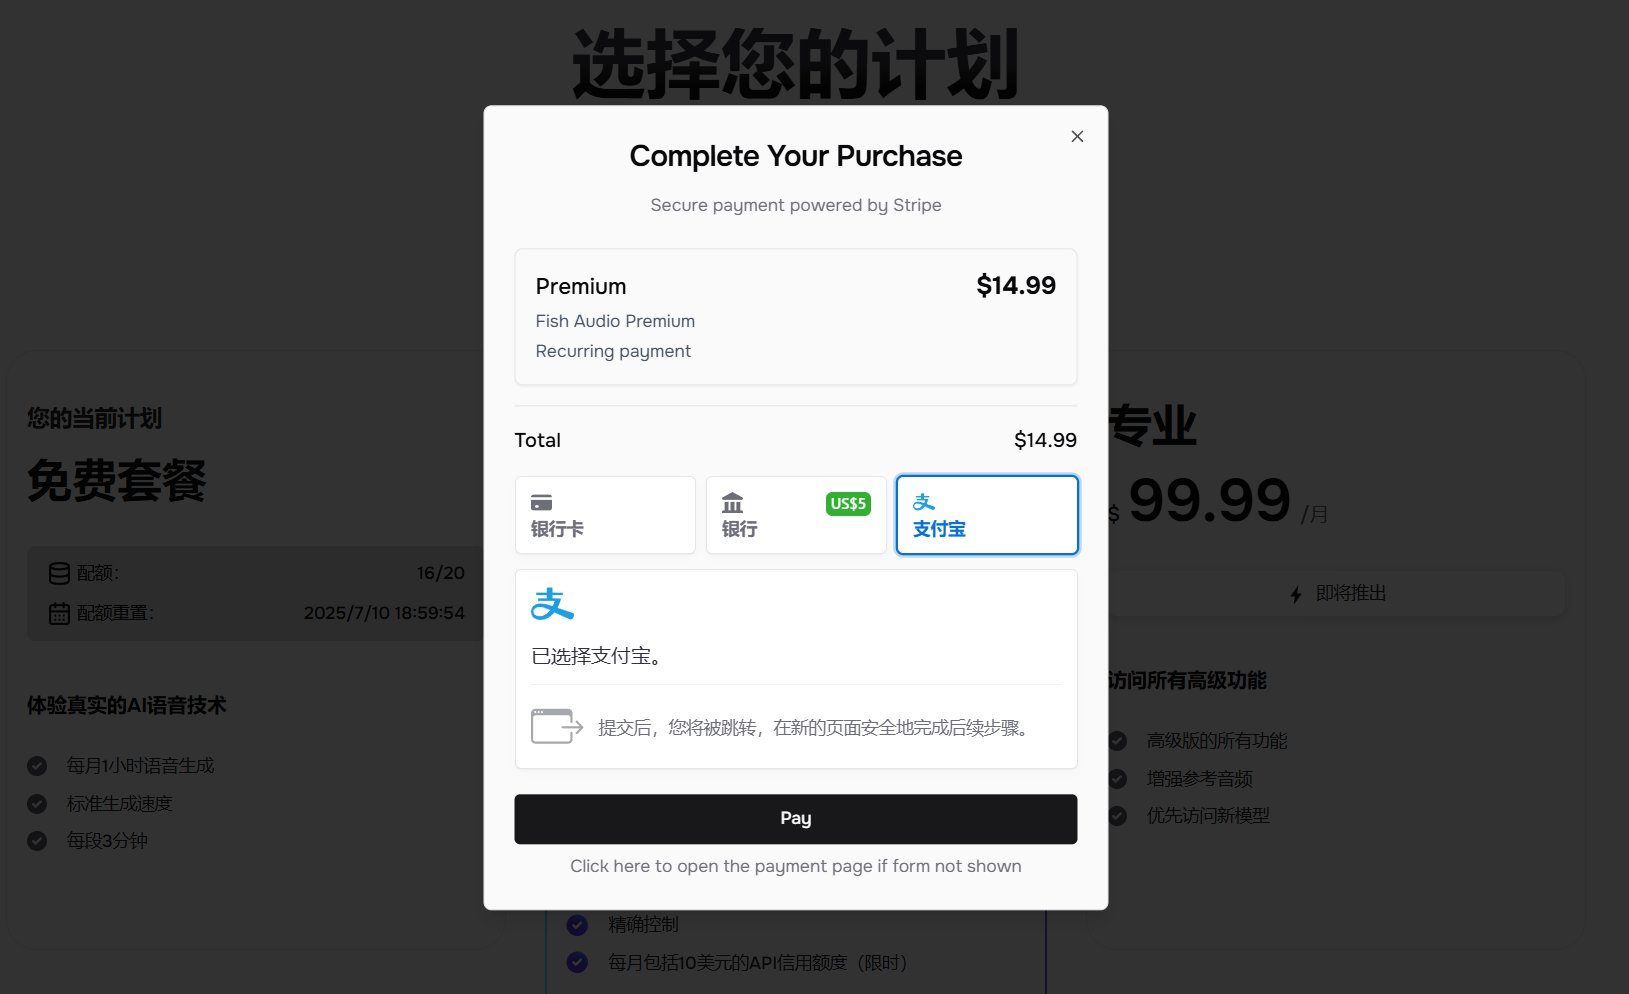 选择您的计划
Complete Your Purchase
Secure payment powered by Stripe
Premium
$14.99
Fish Audio Premium
Recurring payment
Total
$14.99
银行卡
银行
US$5
支付宝
已选择支付宝。
提交后，您将被跳转，在新的页面安全地完成后续步骤。
Pay
Click here to open the payment page if form not shown
您的当前计划
免费套餐
配额：
16/20
配额重置：
2025/7/10 18:59:54
体验真实的AI语音技术
每月1小时语音生成
标准生成速度
每段3分钟
精确控制
每月包括10美元的API信用额度（限时）
专业
$ 99.99 /月
即将推出
访问所有高级功能
高级版的所有功能
增强参考音频
优先访问新模型